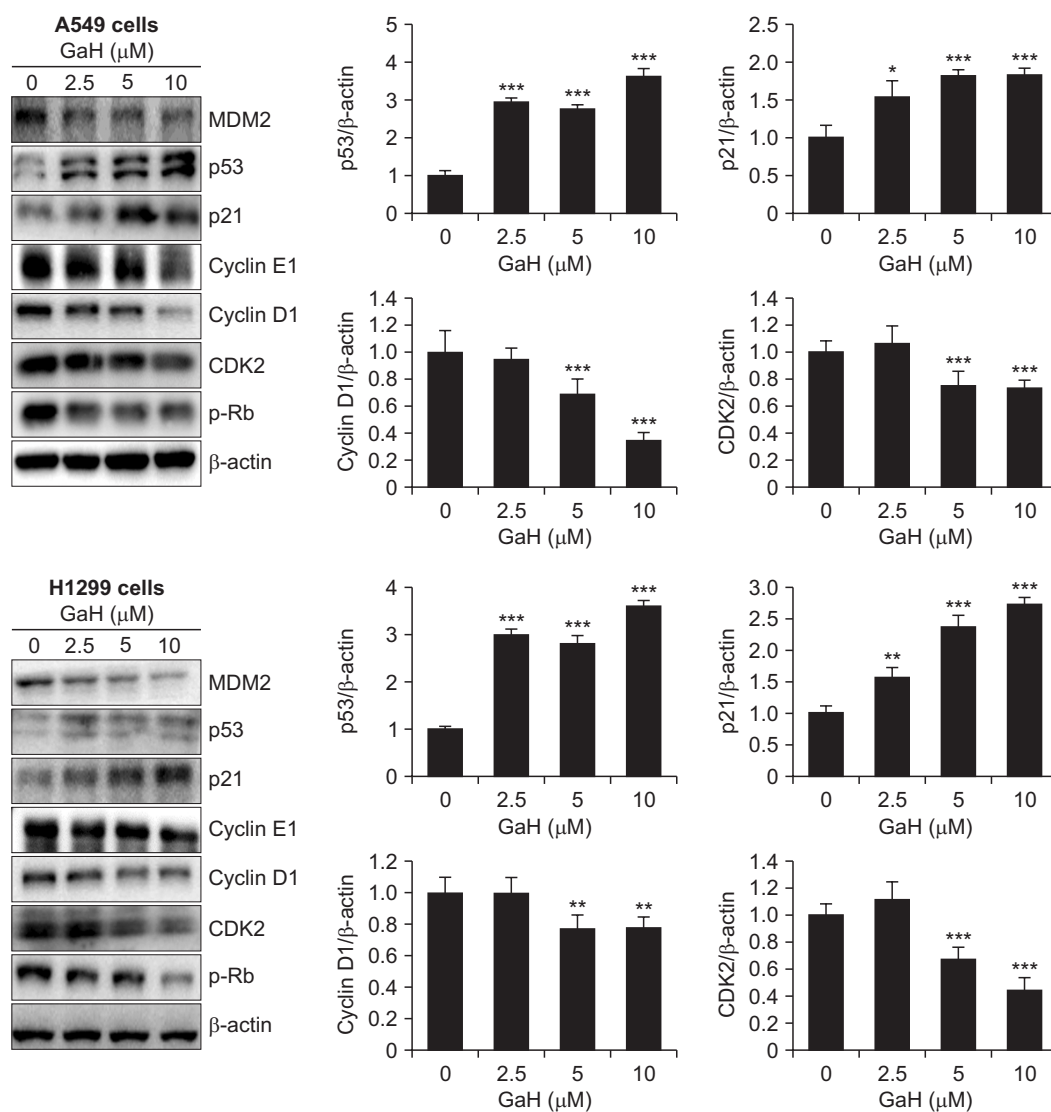 A549 cells
GaH (μM)
0 2.5 5 10
MDM2
p53
p21
Cyclin E1
Cyclin D1
CDK2
p-Rb
β-actin
p53/β-actin
5
4
3
2
1
0
*** *** ***
0 2.5 5 10
GaH (μM)
p21/β-actin
2.5
2.0
1.5
1.0
0.5
0
* *** ***
0 2.5 5 10
GaH (μM)
Cyclin D1/β-actin
1.4
1.2
1.0
0.8
0.6
0.4
0.2
0
*** ***
0 2.5 5 10
GaH (μM)
CDK2/β-actin
1.4
1.2
1.0
0.8
0.6
0.4
0.2
0
*** ***
0 2.5 5 10
GaH (μM)
H1299 cells
GaH (μM)
0 2.5 5 10
MDM2
p53
p21
Cyclin E1
Cyclin D1
CDK2
p-Rb
β-actin
p53/β-actin
4
3
2
1
0
*** *** ***
0 2.5 5 10
GaH (μM)
p21/β-actin
3.0
2.5
2.0
1.5
1.0
0.5
0
** *** ***
0 2.5 5 10
GaH (μM)
Cyclin D1/β-actin
1.2
1.0
0.8
0.6
0.4
0.2
0
** **
0 2.5 5 10
GaH (μM)
CDK2/β-actin
1.4
1.2
1.0
0.8
0.6
0.4
0.2
0
*** ***
0 2.5 5 10
GaH (μM)